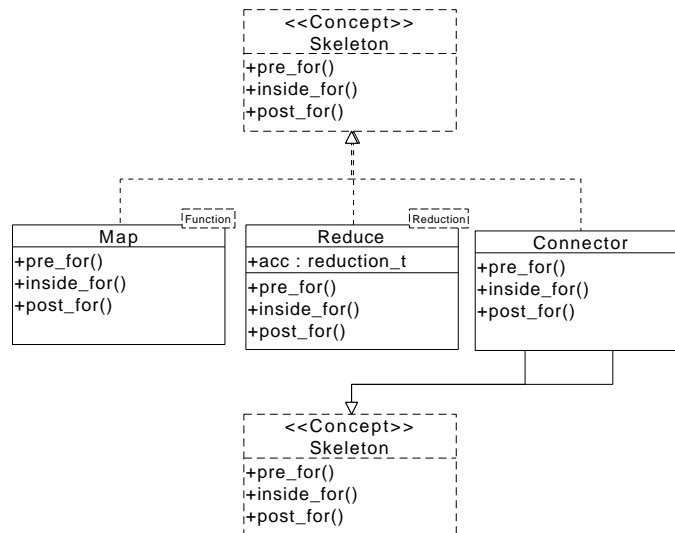 <<Concept>>
Skeleton
+pre_for()
+inside_for()
+post_for()
Function
Map
+pre_for()
+inside_for()
+post_for()
Reduction
Reduce
+acc : reduction_t
+pre_for()
+inside_for()
+post_for()
Connector
+pre_for()
+inside_for()
+post_for()
<<Concept>>
Skeleton
+pre_for()
+inside_for()
+post_for()